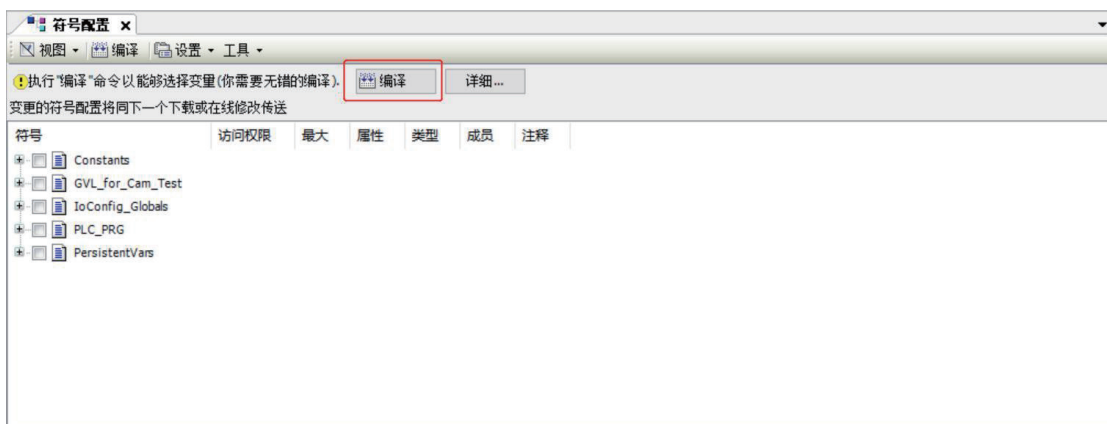 符号配置 x
视图 编译 设置 工具
执行"编译"命令以能够选择变量(你需要无错的编译). 编译 详细...
变更的符号配置将同下一个下载或在线修改传送
符号 访问权限 最大 属性 类型 成员 注释
Constants
GVL_for_Cam_Test
IoConfig_Globals
PLC_PRG
PersistentVars